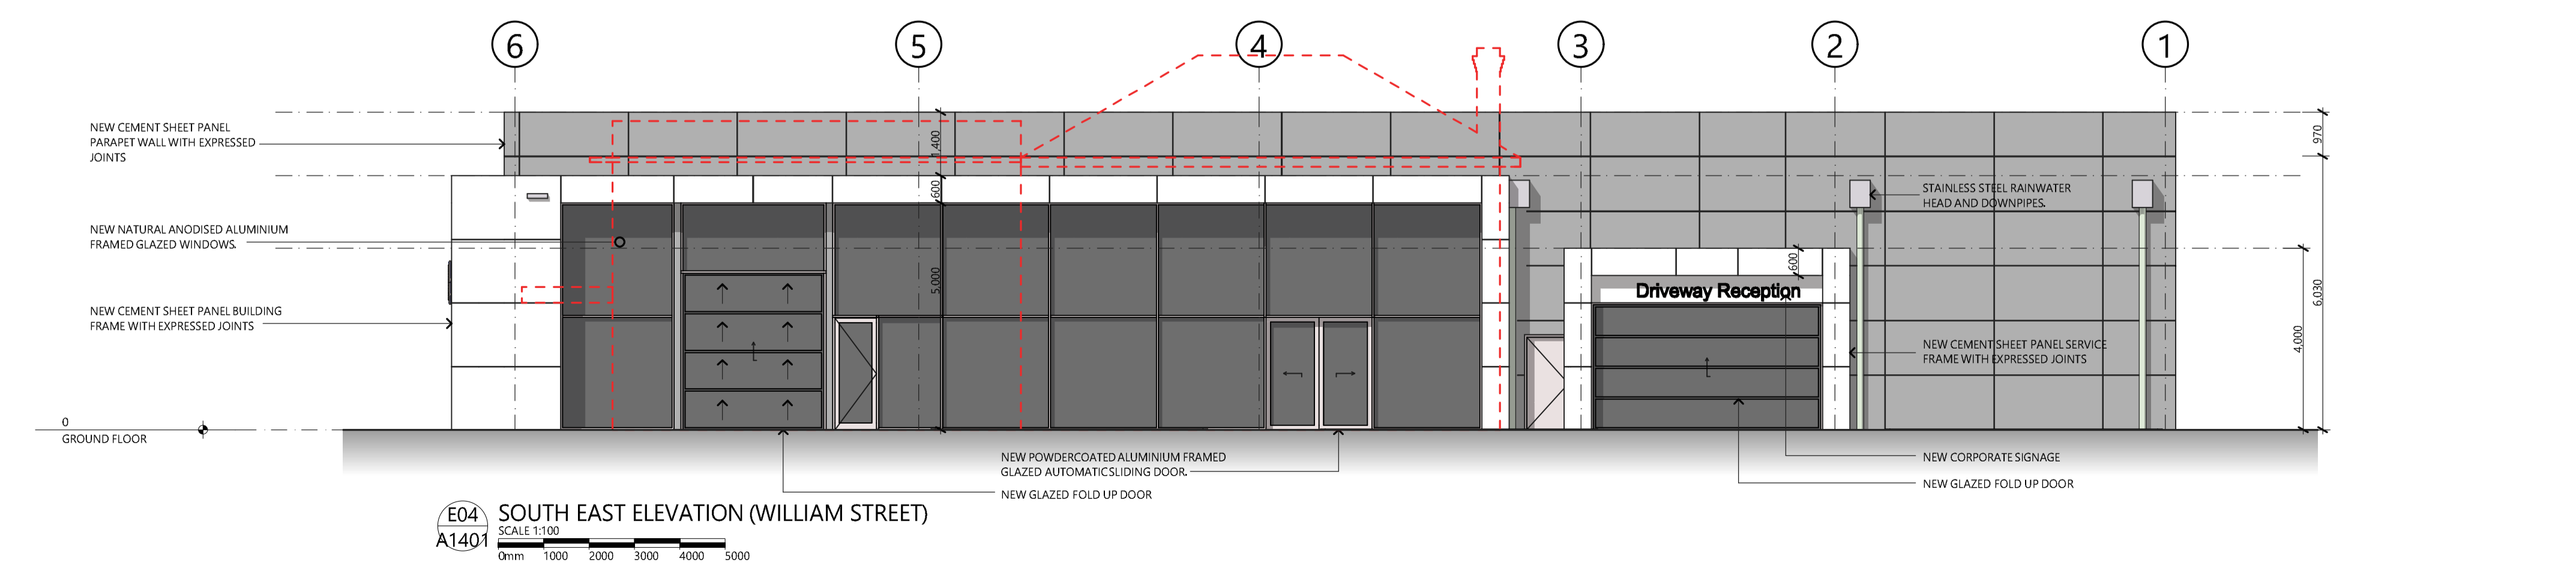 6
5
4
3
2
1
NEW CEMENT SHEET PANEL
PARAPET WALL WITH EXPRESSED
JOINTS
1,400
970
600
STAINLESS STEEL RAINWATER
HEAD AND DOWNPIPES.
NEW NATURAL ANODISED ALUMINIUM
FRAMED GLAZED WINDOWS.
600
5,000
Driveway Reception
6,030
NEW CEMENT SHEET PANEL BUILDING
FRAME WITH EXPRESSED JOINTS
4,000
NEW CEMENT SHEET PANEL SERVICE
FRAME WITH EXPRESSED JOINTS
0
GROUND FLOOR
NEW POWDERCOATED ALUMINIUM FRAMED
GLAZED AUTOMATIC SLIDING DOOR.
NEW CORPORATE SIGNAGE
NEW GLAZED FOLD UP DOOR
NEW GLAZED FOLD UP DOOR
E04
A1401
SOUTH EAST ELEVATION (WILLIAM STREET)
SCALE 1:100
0mm 1000 2000 3000 4000 5000